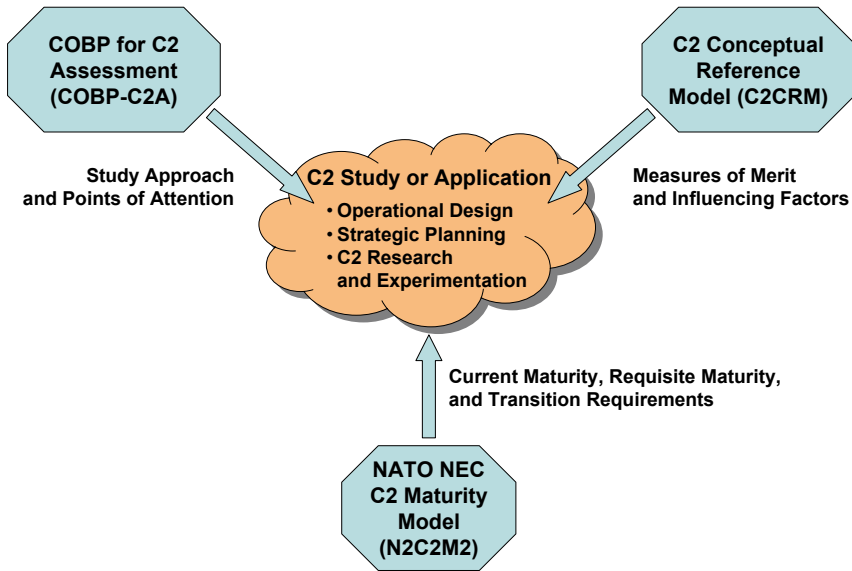 COBP for C2
Assessment
(COBP-C2A)
C2 Conceptual
Reference
Model (C2CRM)
Study Approach
and Points of Attention
Measures of Merit
and Influencing Factors
C2 Study or Application
• Operational Design
• Strategic Planning
• C2 Research
and Experimentation
Current Maturity, Requisite Maturity,
and Transition Requirements
NATO NEC
C2 Maturity
Model
(N2C2M2)